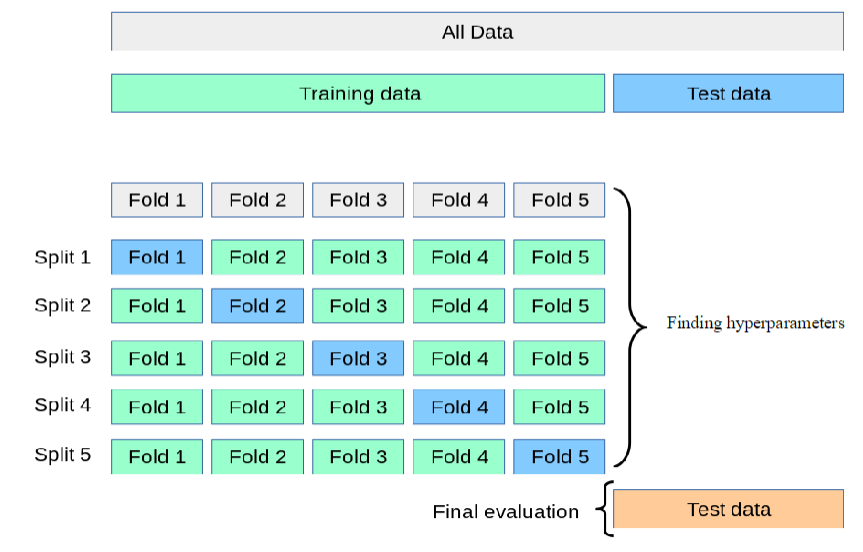 All Data
Training data Test data
Fold 1 Fold 2 Fold 3 Fold 4 Fold 5
Split 1 Fold 1 Fold 2 Fold 3 Fold 4 Fold 5
Split 2 Fold 1 Fold 2 Fold 3 Fold 4 Fold 5
Finding hyperparameters
Split 3 Fold 1 Fold 2 Fold 3 Fold 4 Fold 5
Split 4 Fold 1 Fold 2 Fold 3 Fold 4 Fold 5
Split 5 Fold 1 Fold 2 Fold 3 Fold 4 Fold 5
Final evaluation Test data